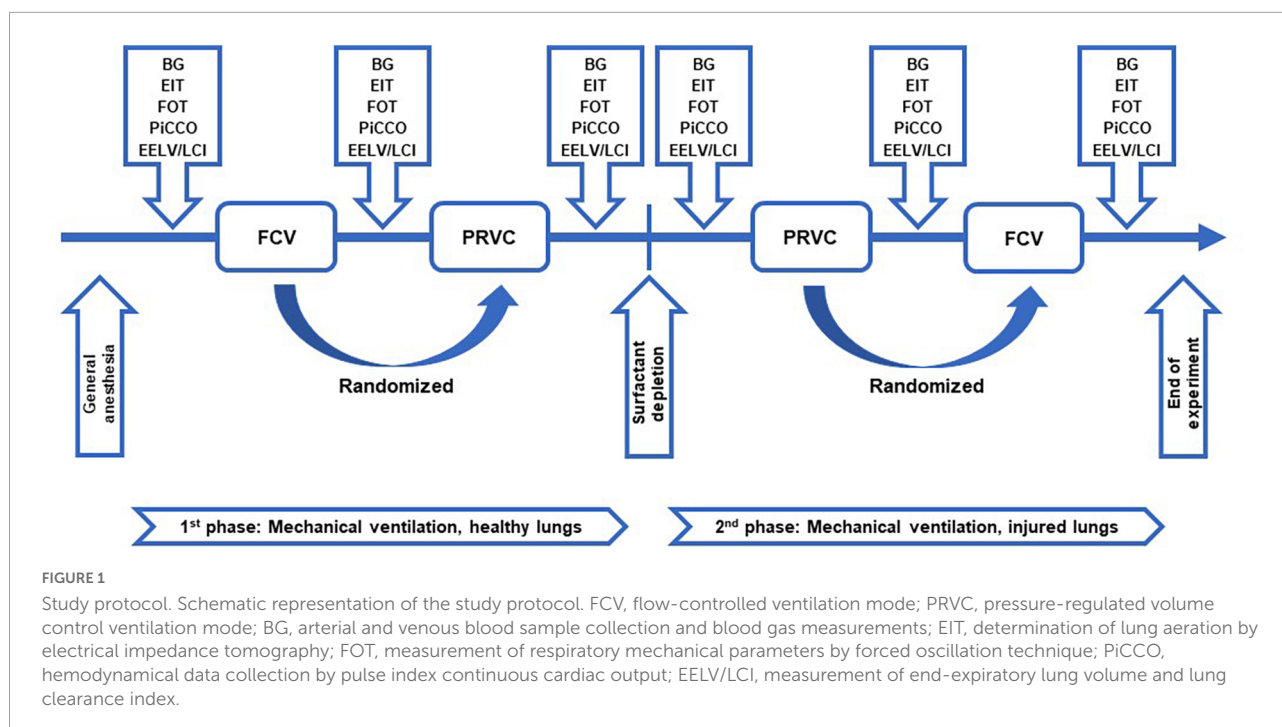 BG
EIT
FOT
PiCCO
EELV/LCI
BG
EIT
FOT
PiCCO
EELV/LCI
BG
EIT
FOT
PiCCO
EELV/LCI
BG
EIT
FOT
PiCCO
EELV/LCI
BG
EIT
FOT
PiCCO
EELV/LCI
BG
EIT
FOT
PiCCO
EELV/LCI
FCV
PRVC
PRVC
FCV
General
anesthesia
Randomized
Surfactant
depletion
Randomized
End of
experiment
1st phase: Mechanical ventilation, healthy lungs
2nd phase: Mechanical ventilation, injured lungs
FIGURE 1
Study protocol. Schematic representation of the study protocol. FCV, flow-controlled ventilation mode; PRVC, pressure-regulated volume
control ventilation mode; BG, arterial and venous blood sample collection and blood gas measurements; EIT, determination of lung aeration by
electrical impedance tomography; FOT, measurement of respiratory mechanical parameters by forced oscillation technique; PiCCO,
hemodynamical data collection by pulse index continuous cardiac output; EELV/LCI, measurement of end-expiratory lung volume and lung
clearance index.